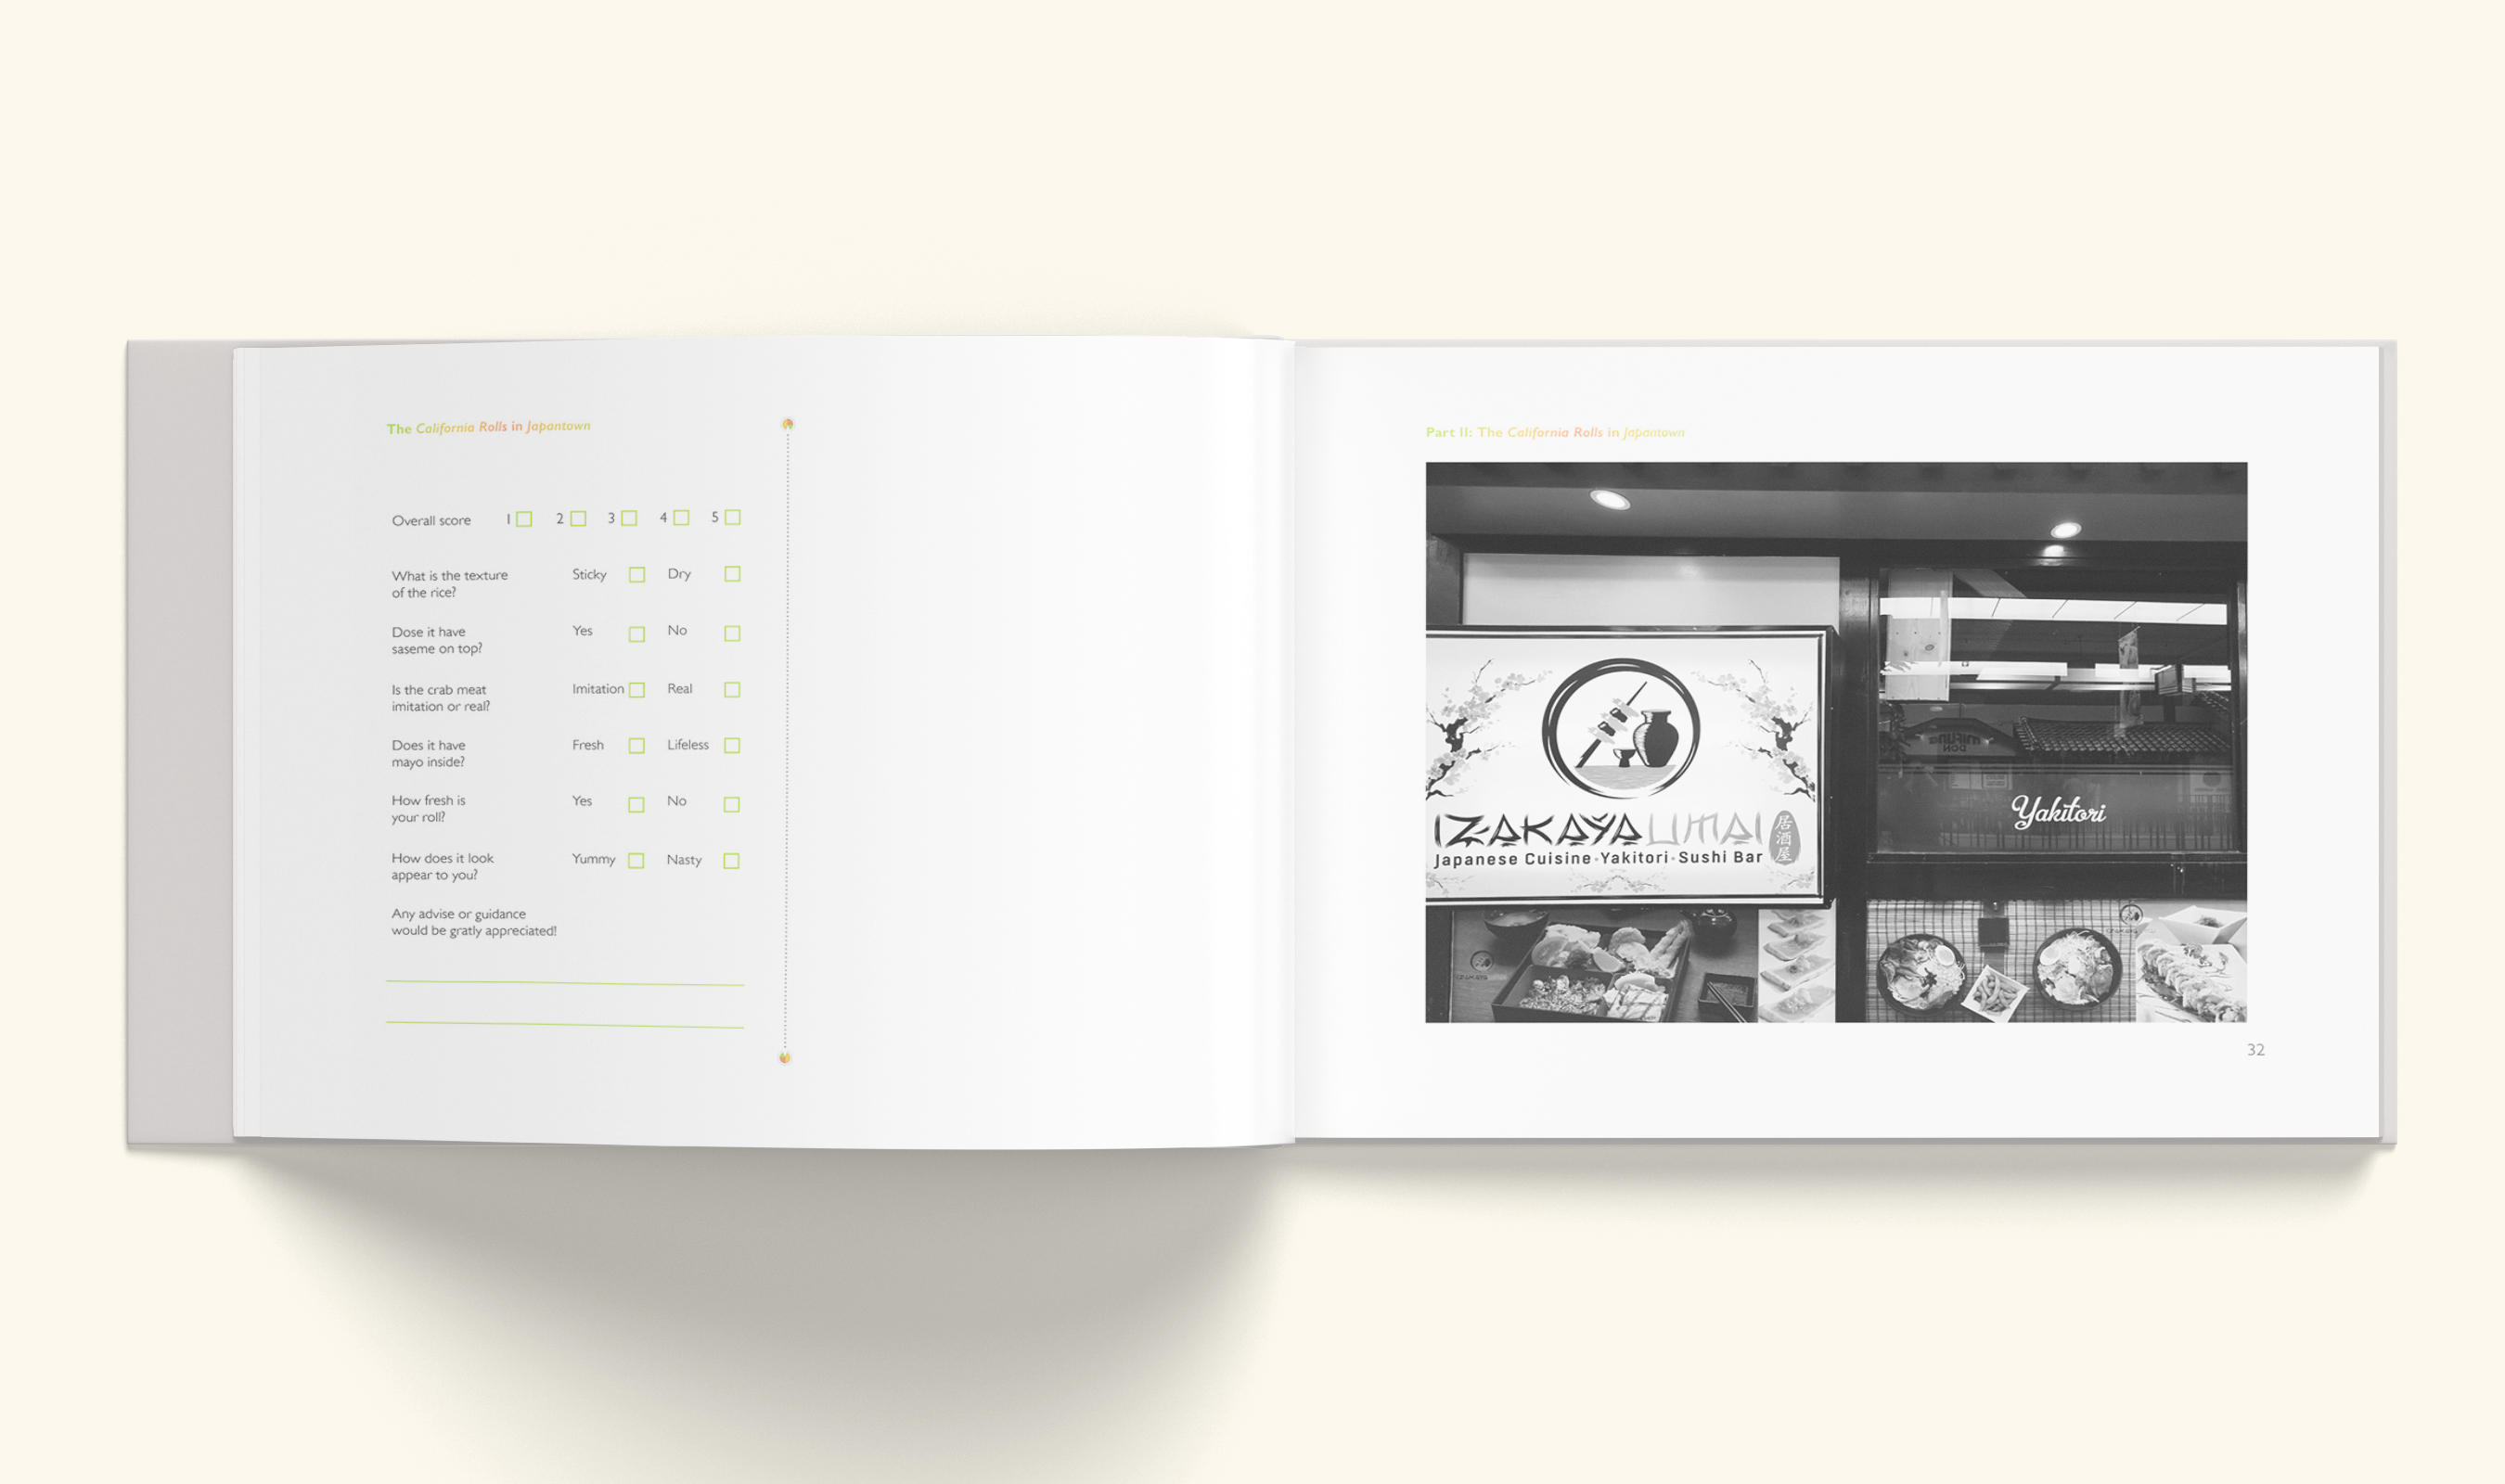 The California Rolls in Japantown
Overall score 1 2 3 4 5
What is the texture Sticky Dry
of the rice?
Dose it have Yes No
saseme on top?
Is the crab meat Imitation Real
imitation or real?
Does it have Fresh Lifeless
mayo inside?
How fresh is Yes No
your roll?
How does it look Yummy Nasty
appear to you?
Any advise or guidance
would be gratly appreciated!
Part II: The California Rolls in Japantown
IZAKAYA UMAI 居酒屋
Japanese Cuisine·Yakitori·Sushi Bar
Yakitori
32